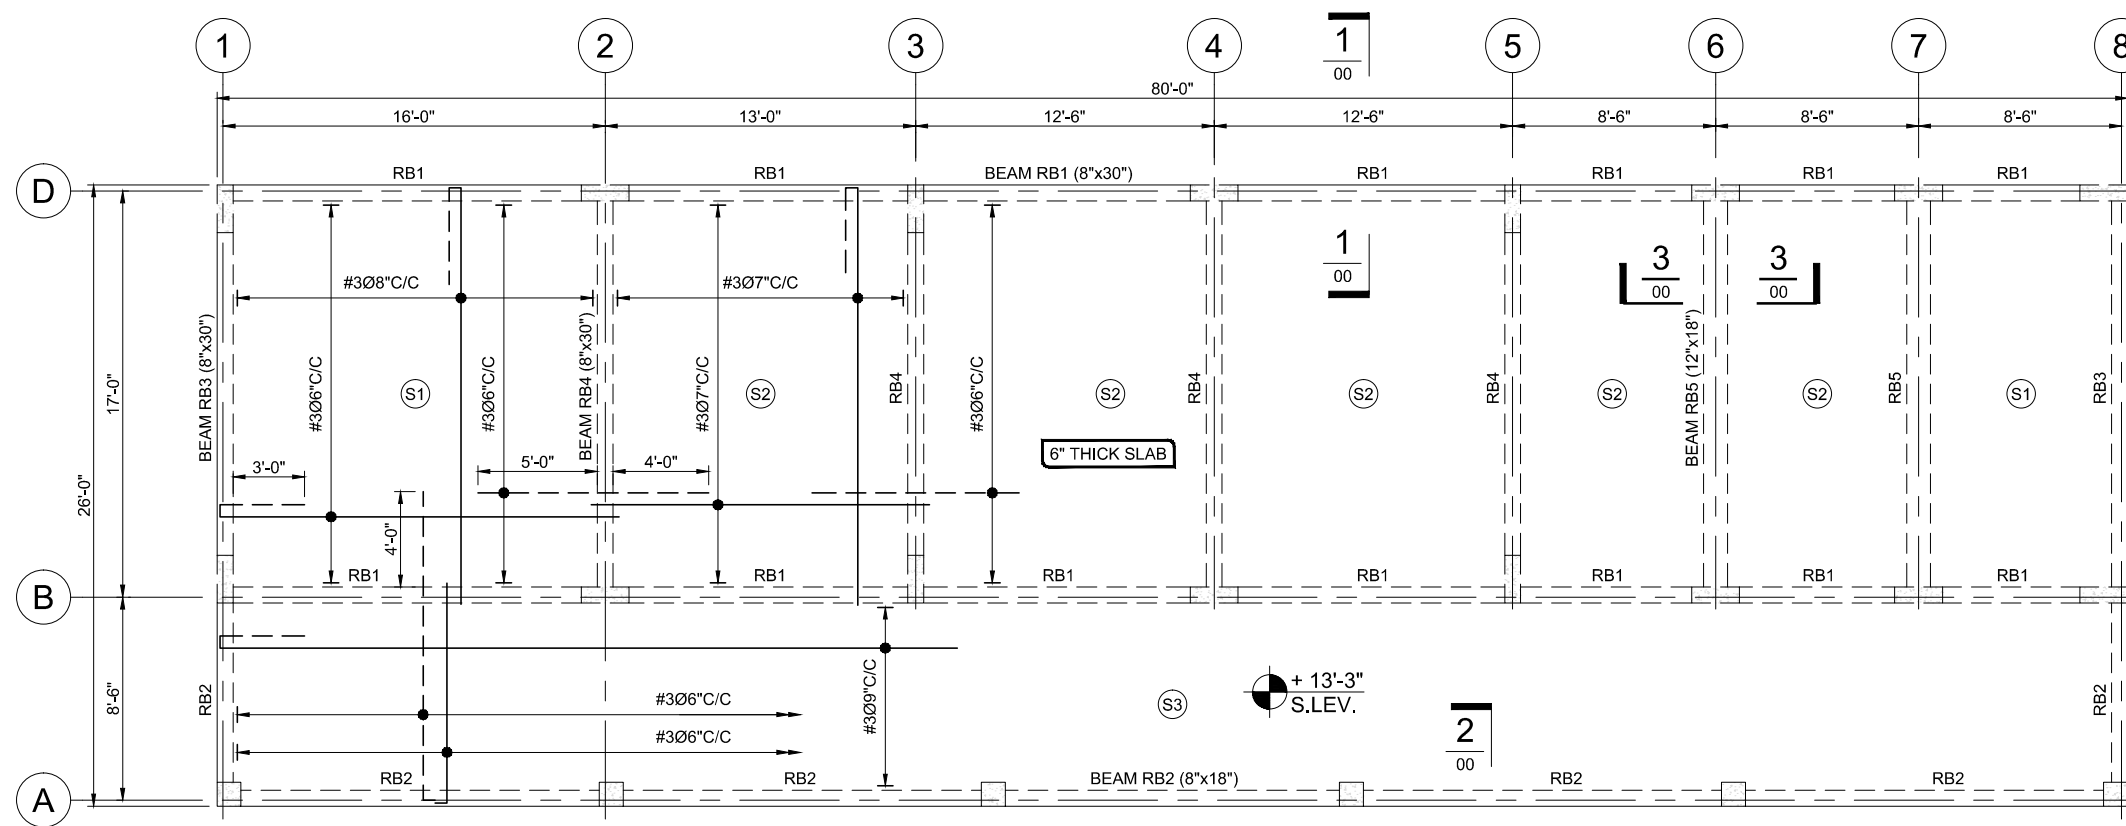 1 2 3 4 5 6 7 8
1
00
80'-0"
16'-0" 13'-0" 12'-6" 12'-6" 8'-6" 8'-6" 8'-6"
RB1 RB1 BEAM RB1 (8"x30") RB1 RB1 RB1 RB1
D
1
00
3
00
3
00
#3Ø8"C/C #3Ø7"C/C
BEAM RB3 (8"x30")
#3Ø6"C/C
#3Ø6"C/C
BEAM RB4 (8"x30")
#3Ø7"C/C
RB4
#3Ø6"C/C
RB4
RB4
BEAM RB5 (12"x18")
RB5
RB3
17'-0"
26'-0"
S1 S2 S2 S2 S2 S2 S1
6" THICK SLAB
3'-0" 5'-0" 4'-0"
4'-0"
RB1 RB1 RB1 RB1 RB1 RB1 RB1
B
8'-6"
RB2
#3Ø6"C/C
#3Ø6"C/C
#3Ø9"C/C
S3
+ 13'-3"
S.LEV.
2
00
RB2
RB2 RB2 BEAM RB2 (8"x18") RB2 RB2
A